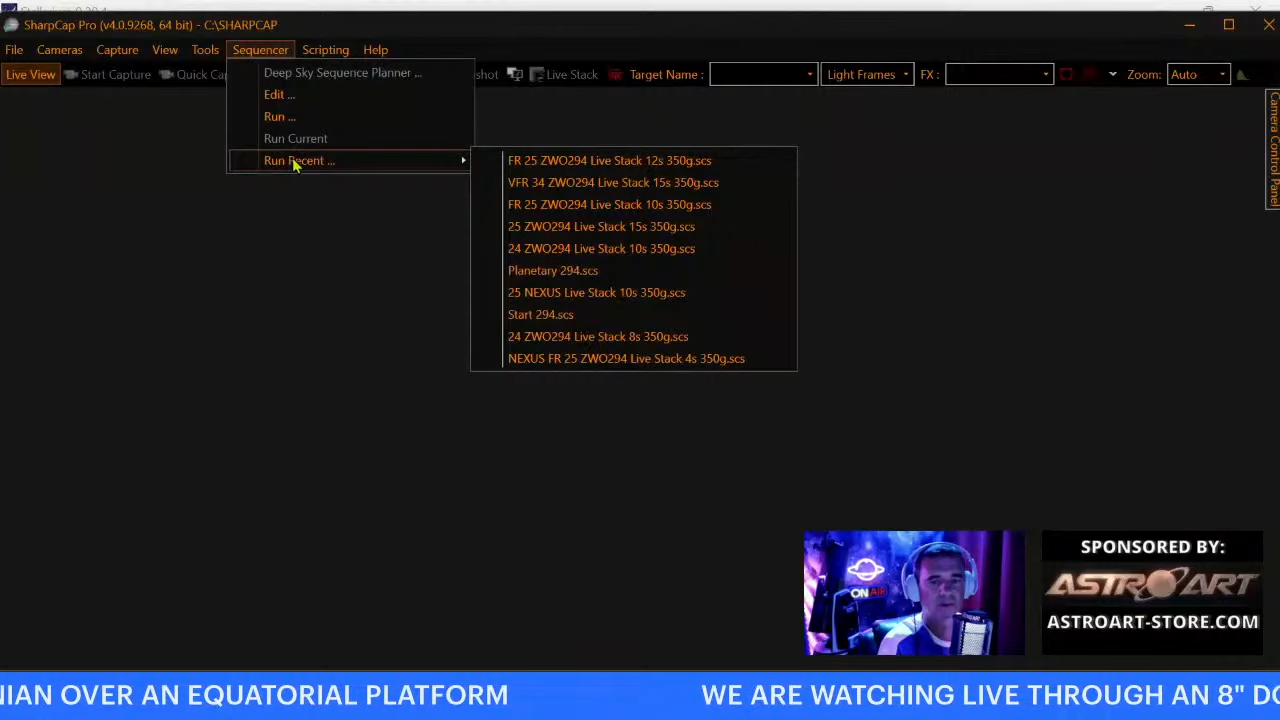 SharpCap Pro (v4.0.9268, 64 bit) - C:\SHARPCAP
File Cameras Capture View Tools Sequencer Scripting Help
Live View Start Capture Quick Cap shot Live Stack Target Name : Light Frames FX : Zoom: Auto
Deep Sky Sequence Planner ...
Edit ...
Run ...
Run Current
Run Recent ...
FR 25 ZWO294 Live Stack 12s 350g.scs
VFR 34 ZWO294 Live Stack 15s 350g.scs
FR 25 ZWO294 Live Stack 10s 350g.scs
25 ZWO294 Live Stack 15s 350g.scs
24 ZWO294 Live Stack 10s 350g.scs
Planetary 294.scs
25 NEXUS Live Stack 10s 350g.scs
Start 294.scs
24 ZWO294 Live Stack 8s 350g.scs
NEXUS FR 25 ZWO294 Live Stack 4s 350g.scs
Camera Control Panel
ON AIR
SPONSORED BY:
ASTROART
ASTROART-STORE.COM
NIAN OVER AN EQUATORIAL PLATFORM WE ARE WATCHING LIVE THROUGH AN 8" DO